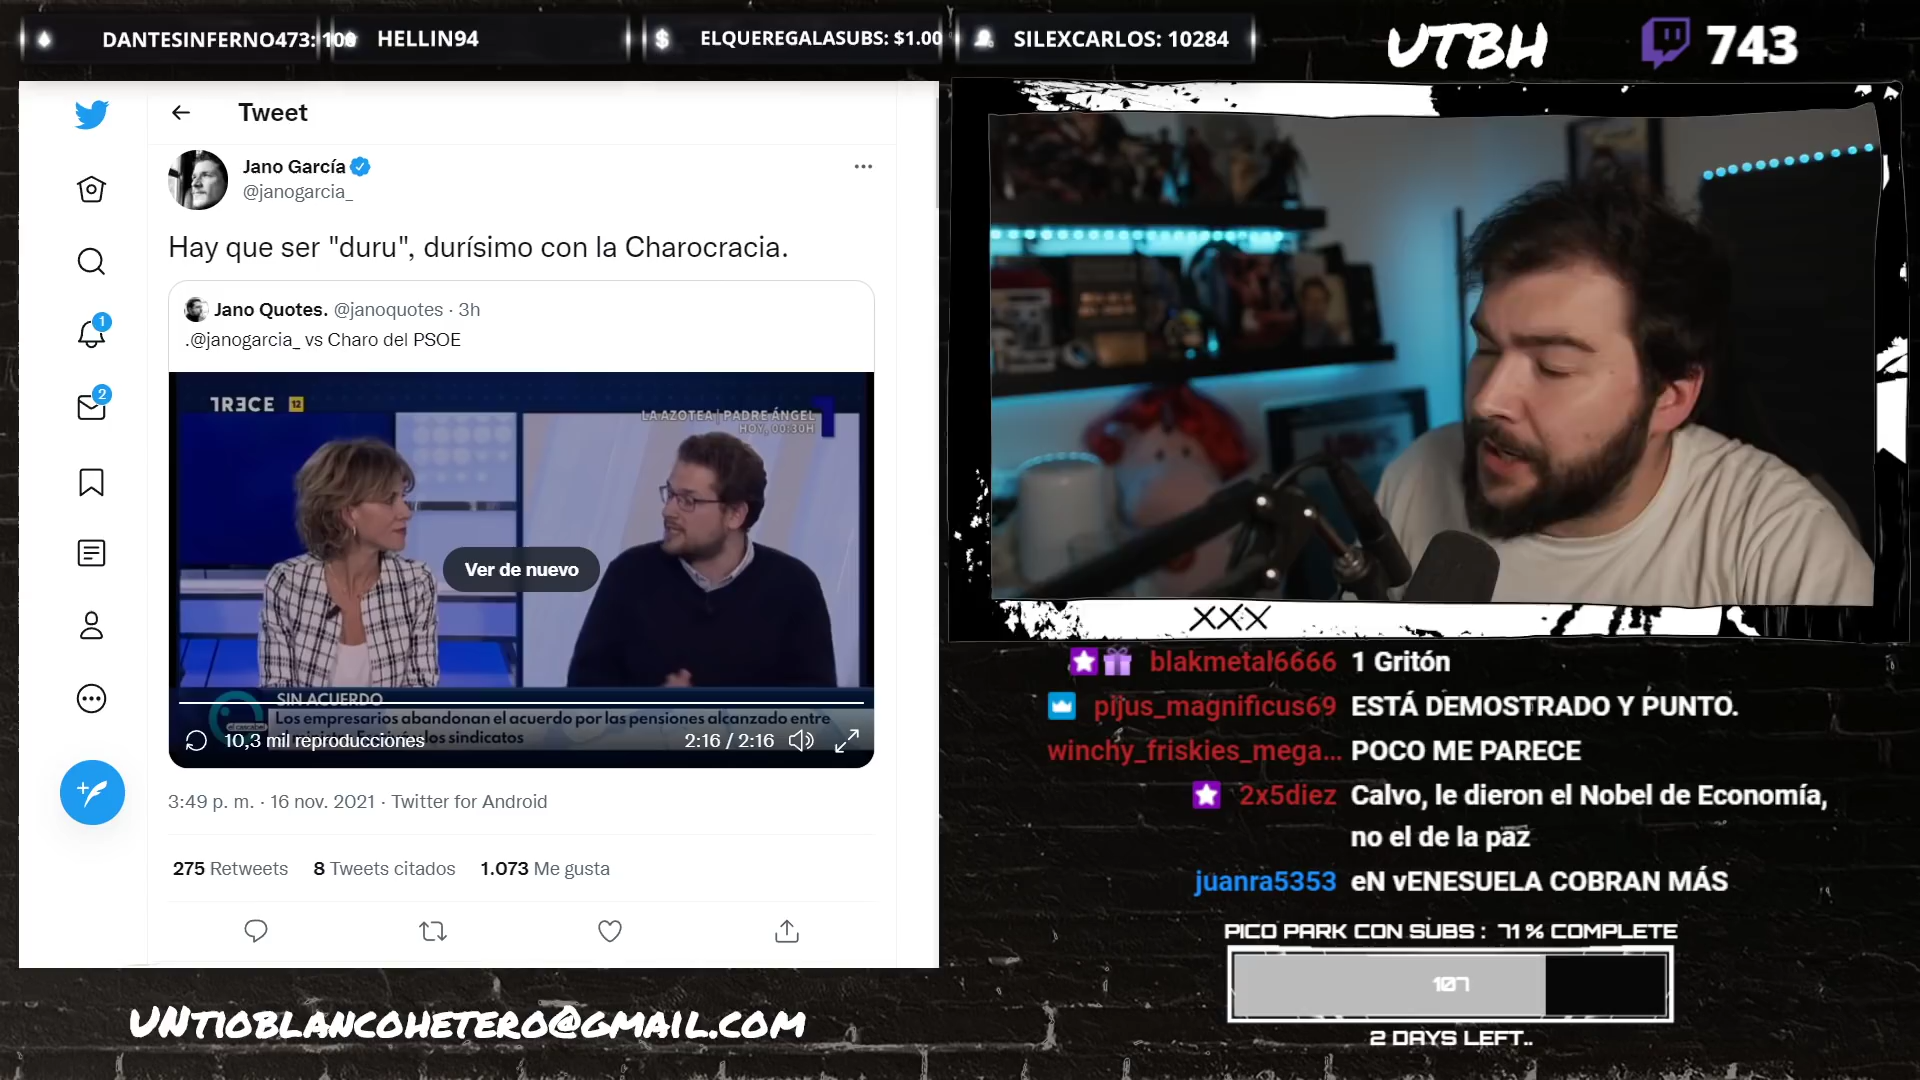 DANTESINFERNO473: 100
HELLIN94
$ ELQUEREGALASUBS: $1.00
SILEXCARLOS: 10284
UTBH
743
Tweet
Jano García
@janogarcia_
Hay que ser "duru", durísimo con la Charocracia.
Jano Quotes. @janoquotes · 3h
.@janogarcia_ vs Charo del PSOE
TRECE 12
LA AZOTEA | PADRE ÁNGEL
HOY, 00:30H
Ver de nuevo
SIN ACUERDO
Los empresarios abandonan el acuerdo por las pensiones alcanzado entre
los sindicatos
10,3 mil reproducciones
2:16 / 2:16
3:49 p. m. · 16 nov. 2021 · Twitter for Android
275 Retweets 8 Tweets citados 1.073 Me gusta
1
2
XXX
blakmetal6666 1 Gritón
pijus_magnificus69 ESTÁ DEMOSTRADO Y PUNTO.
winchy_friskies_mega... POCO ME PARECE
2x5diez Calvo, le dieron el Nobel de Economía,
no el de la paz
juanra5353 eN vENESUELA COBRAN MÁS
PICO PARK CON SUBS : 71% COMPLETE
107
2 DAYS LEFT..
UNTIOBLANCOHETERO@GMAIL.COM